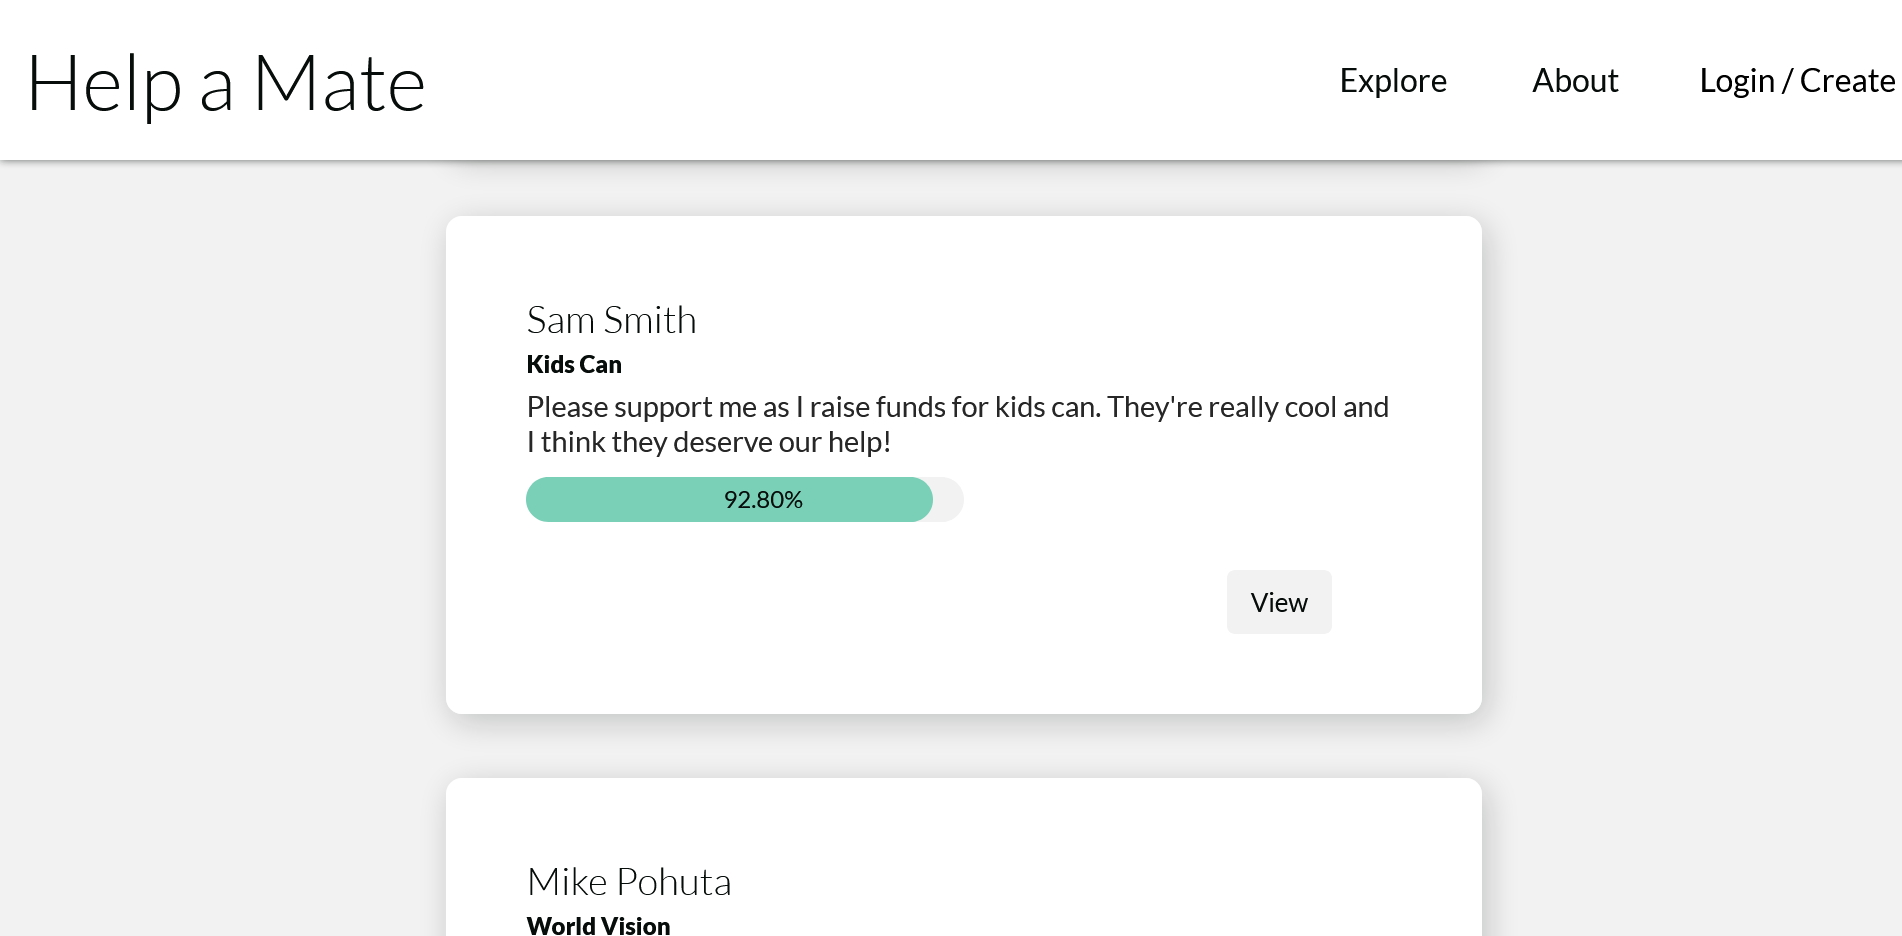 Help a Mate
Explore
About
Login / Create
Sam Smith
Kids Can
Please support me as I raise funds for kids can. They're really cool and
I think they deserve our help!
92.80%
View
Mike Pohuta
World Vision